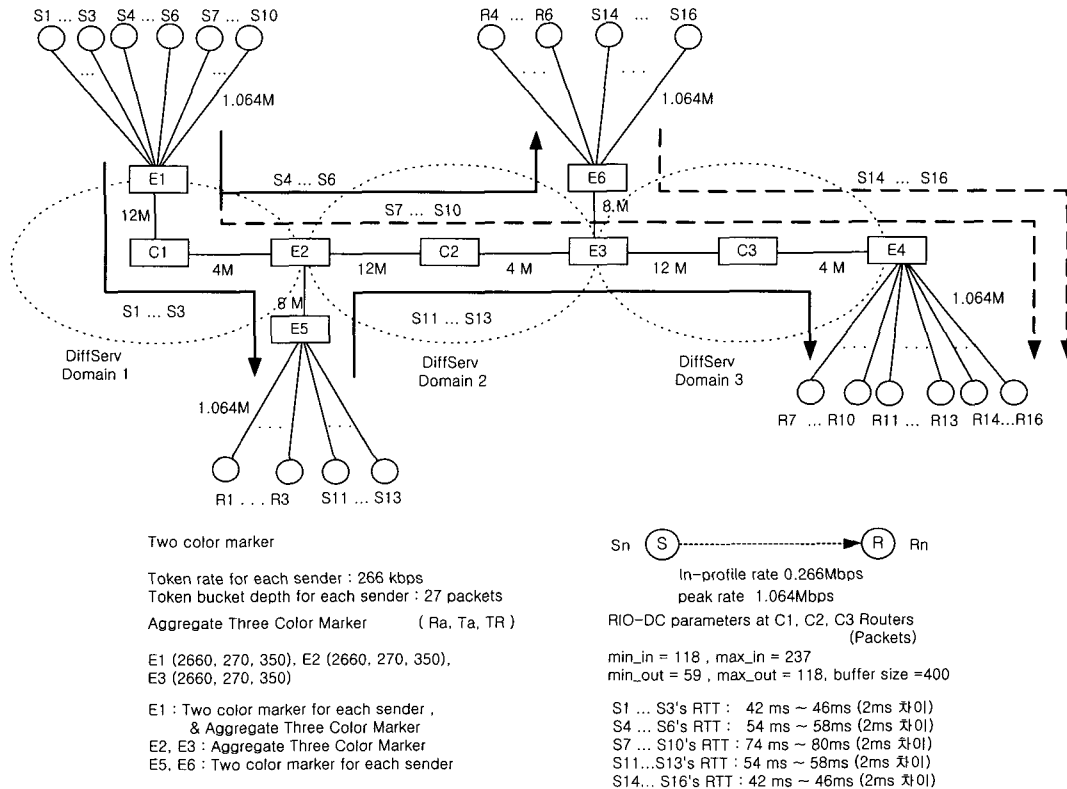 S1 ... S3 S4 ... S6 S7 ... S10
R4 ... R6 S14 ... S16
...
...
...
...
1.064M
1.064M
E1
E6
S4 ... S6
S14 ... S16
12M
S7 ... S10
8.M
C1
E2
C2
E3
C3
E4
4M
12M
4 M
12 M
4 M
8 M
1.064M
S1 ... S3
S11 ... S13
E5
DiffServ
Domain 1
DiffServ
Domain 2
DiffServ
Domain 3
1.064M
R7 ... R10 R11 ... R13 R14...R16
R1 . . . R3 S11 ... S13
Two color marker
Token rate for each sender : 266 kbps
Token bucket depth for each sender : 27 packets
Aggregate Three Color Marker ( Ra, Ta, TR )
E1 (2660, 270, 350), E2 (2660, 270, 350),
E3 (2660, 270, 350)
E1 : Two color marker for each sender ,
& Aggregate Three Color Marker
E2, E3 : Aggregate Three Color Marker
E5, E6 : Two color marker for each sender
Sn S R Rn
In-profile rate 0.266Mbps
peak rate 1.064Mbps
RIO-DC parameters at C1, C2, C3 Routers
(Packets)
min_in = 118 , max_in = 237
min_out = 59 , max_out = 118, buffer size =400
S1 ... S3's RTT : 42 ms ~ 46ms (2ms 차이)
S4 ... S6's RTT : 54 ms ~ 58ms (2ms 차이)
S7 ... S10's RTT : 74 ms ~ 80ms (2ms 차이)
S11...S13's RTT : 54 ms ~ 58ms (2ms 차이)
S14... S16's RTT : 42 ms ~ 46ms (2ms 차이)